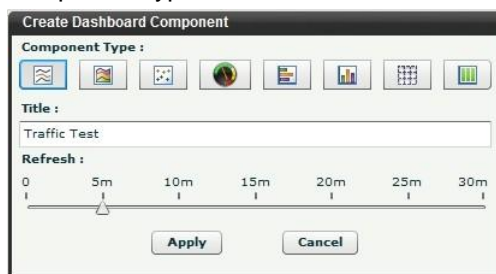 Create Dashboard Component
Component Type :
Title :
Traffic Test
Refresh :
0 5m 10m 15m 20m 25m 30m
Apply Cancel